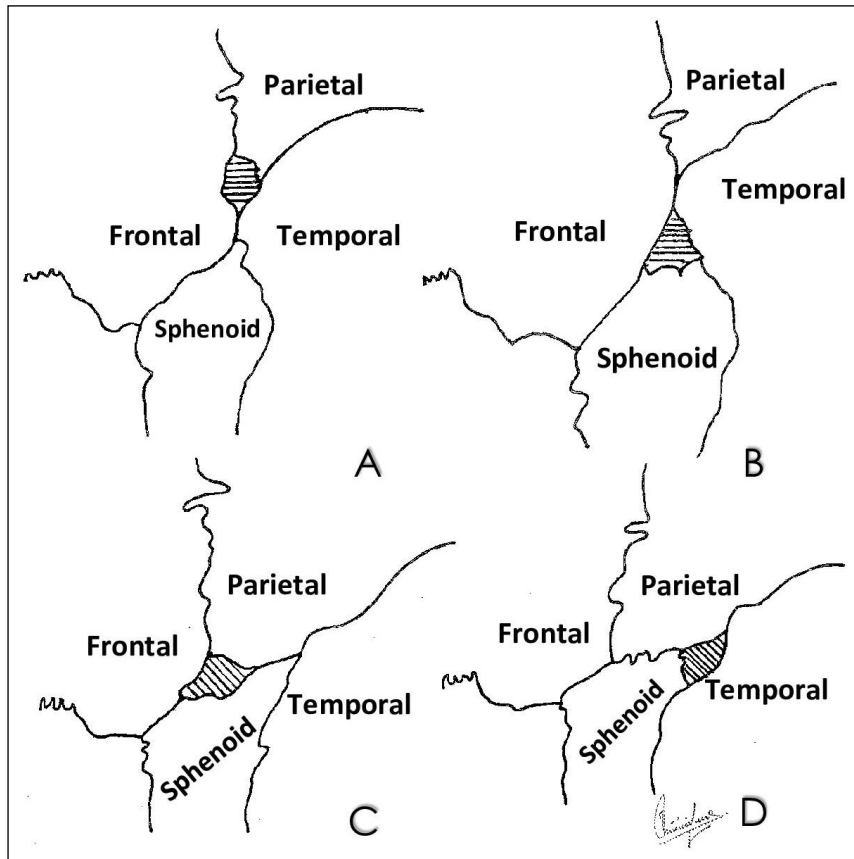 Parietal
Frontal
Temporal
Sphenoid
A
Parietal
Temporal
Frontal
Sphenoid
B
Parietal
Frontal
Temporal
Sphenoid
C
Parietal
Frontal
Temporal
Sphenoid
D